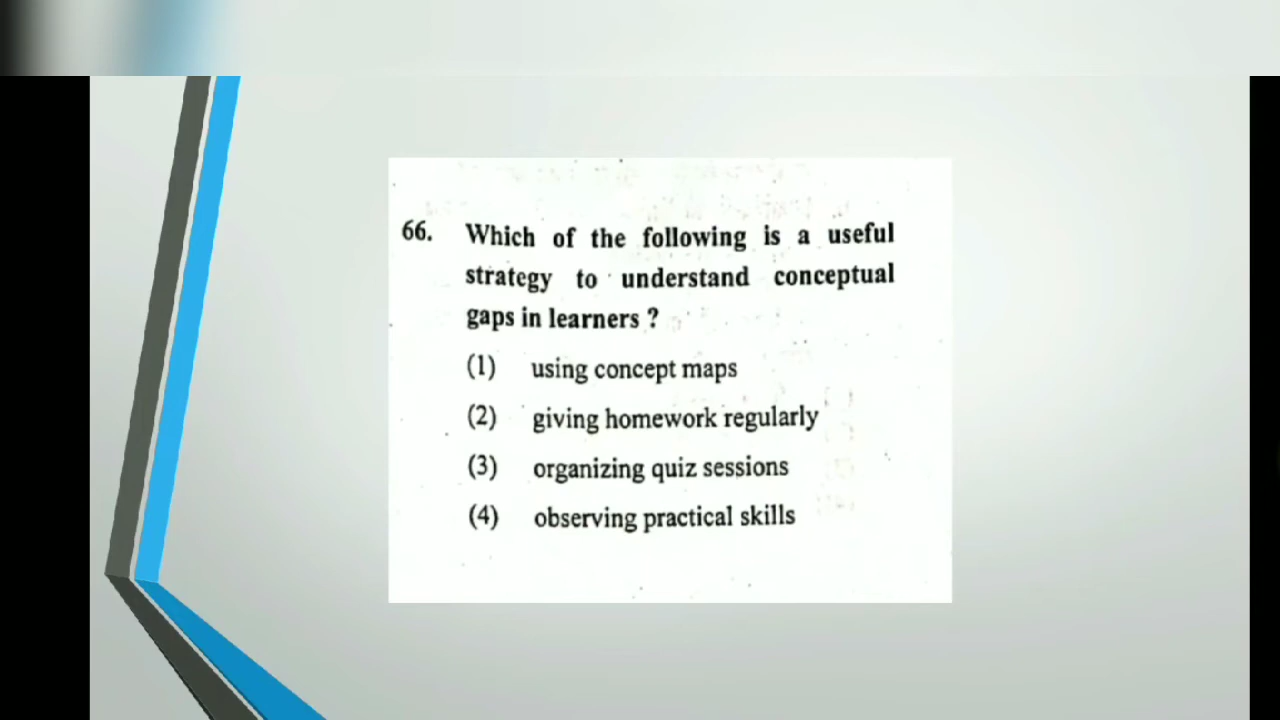 66. Which of the following is a useful
strategy to understand conceptual
gaps in learners ?
(1) using concept maps
(2) giving homework regularly
(3) organizing quiz sessions
(4) observing practical skills